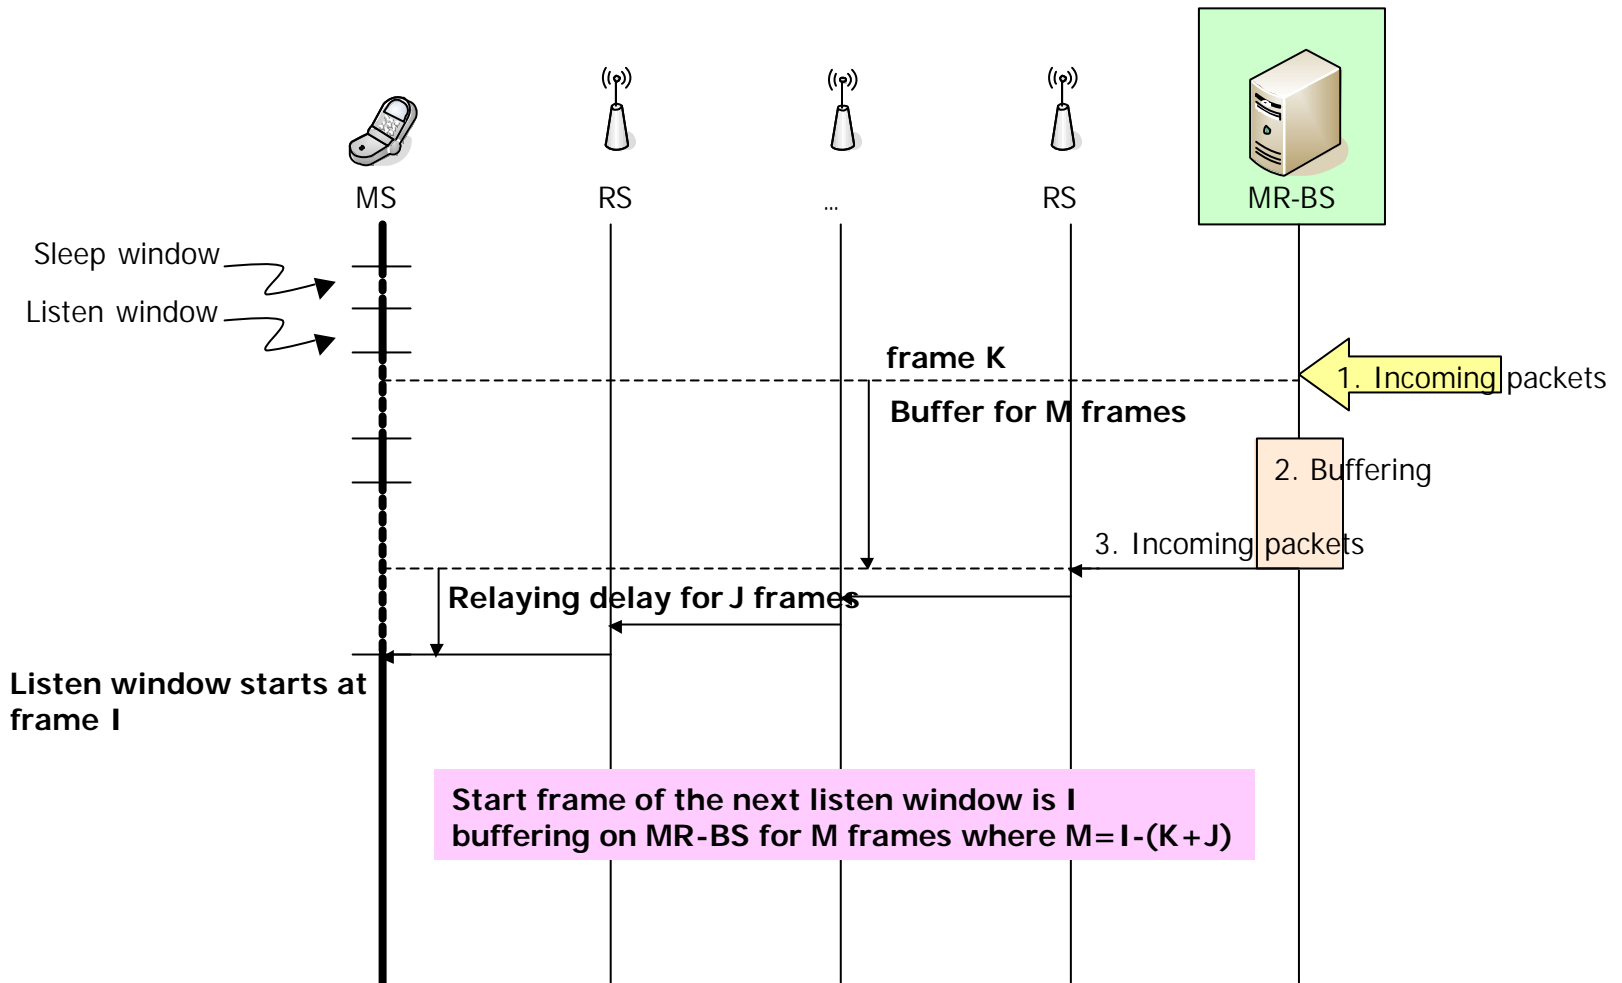 MS
RS
...
RS
MR-BS
Sleep window
Listen window
frame K
1. Incoming packets
Buffer for M frames
2. Buffering
3. Incoming packets
Relaying delay for J frames
Listen window starts at
frame I
Start frame of the next listen window is I
buffering on MR-BS for M frames where M=I-(K+J)